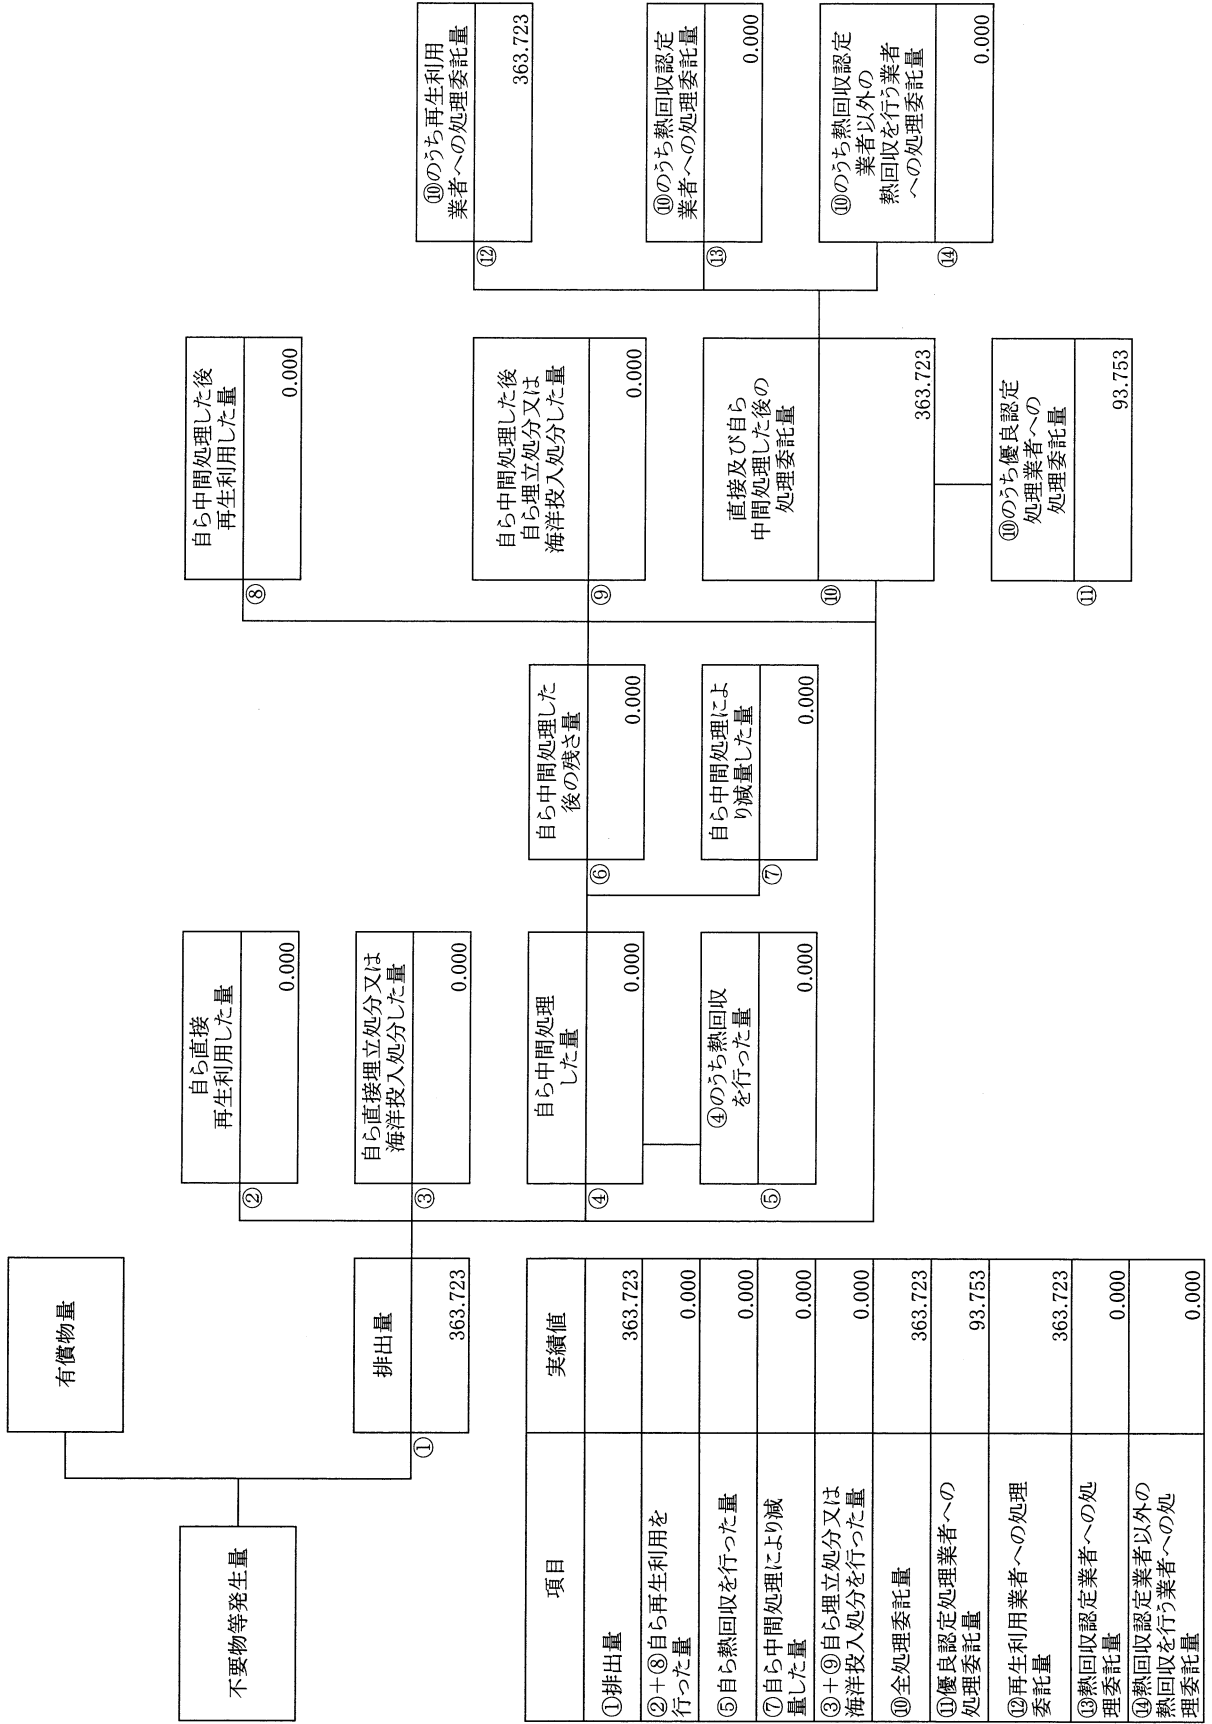 不要物等発生量
有償物量
排出量
①
363.723
自ら直接
再生利用した量
②
0.000
自ら直接埋立処分又は
海洋投入処分した量
③
0.000
自ら中間処理
した量
④
0.000
④のうち熱回収
を行った量
⑤
0.000
自ら中間処理した
後の残さ量
⑥
0.000
自ら中間処理によ
り減量した量
⑦
0.000
自ら中間処理した後
再生利用した量
⑧
0.000
自ら中間処理した後
自ら埋立処分又は
海洋投入処分した量
⑨
0.000
直接及び自ら
中間処理した後の
処理委託量
⑩
363.723
⑩のうち優良認定
処理業者への
処理委託量
⑪
93.753
⑩のうち再生利用
業者への処理委託量
⑫
363.723
⑩のうち熱回収認定
業者への処理委託量
⑬
0.000
⑩のうち熱回収認定
業者以外の
熱回収を行う業者
への処理委託量
⑭
0.000
項目 実績値
①排出量 363.723
②+⑧自ら再生利用を
行った量 0.000
⑤自ら熱回収を行った量 0.000
⑦自ら中間処理により減
量した量 0.000
③+⑨自ら埋立処分又は
海洋投入処分を行った量 0.000
⑩全処理委託量 363.723
⑪優良認定処理業者への
処理委託量 93.753
⑫再生利用業者への処理
委託量 363.723
⑬熱回収認定業者への処
理委託量 0.000
⑭熱回収認定業者以外の
熱回収を行う業者への処
理委託量 0.000